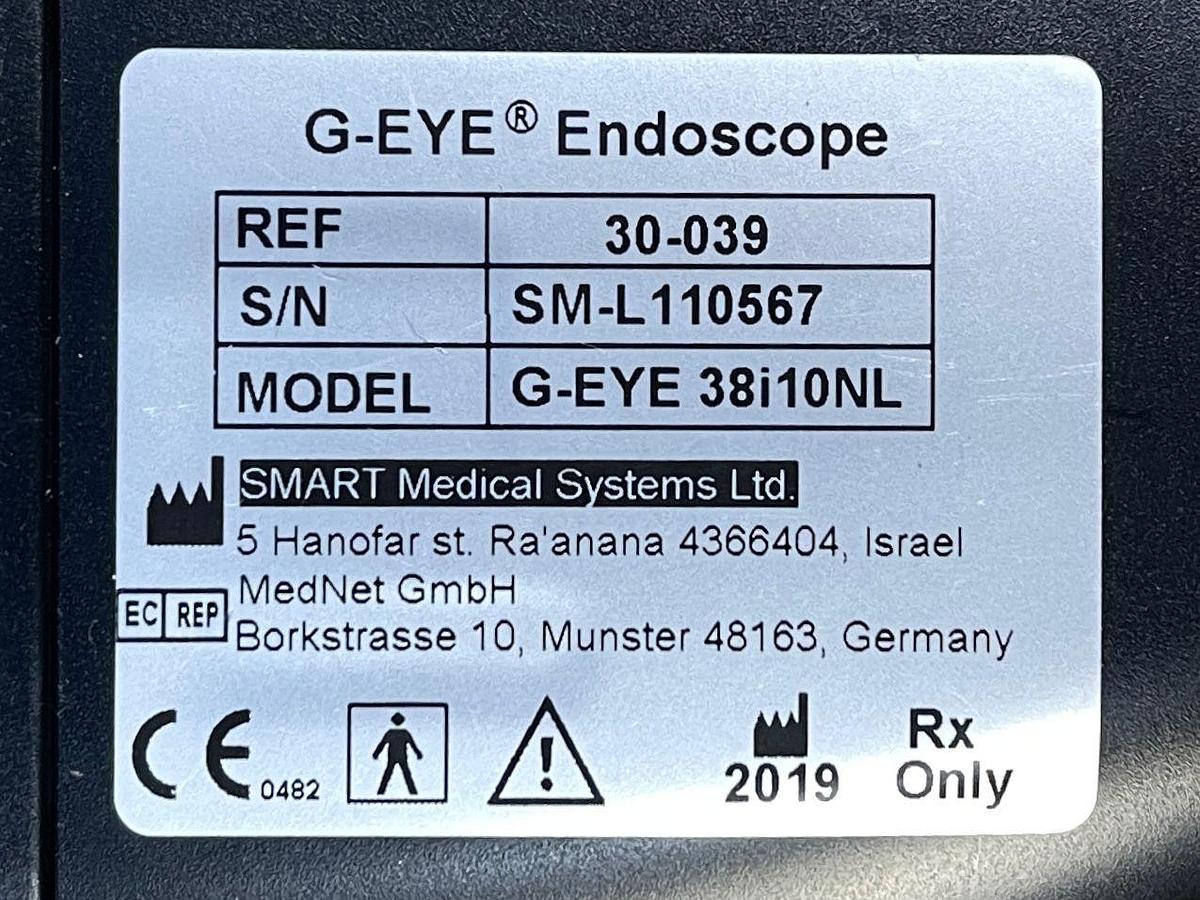 G-EYE® Endoscope
REF 30-039
S/N SM-L110567
MODEL G-EYE 38i10NL
SMART Medical Systems Ltd.
5 Hanofar st. Ra'anana 4366404, Israel
MedNet GmbH
EC REP
Borkstrasse 10, Munster 48163, Germany
CE 0482
2019
Rx
Only